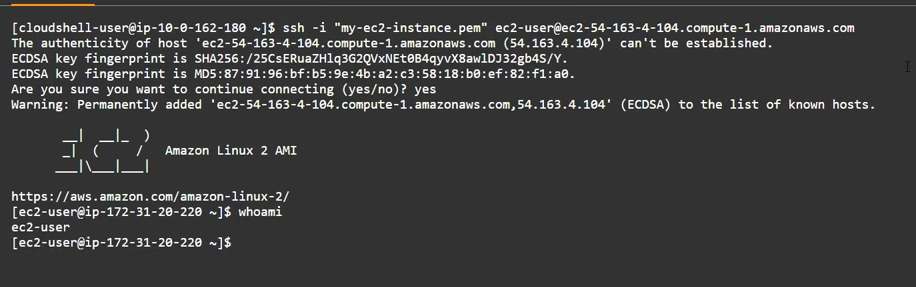 [cloudshell-user@ip-10-0-162-180 ~]$ ssh -i "my-ec2-instance.pem" ec2-user@ec2-54-163-4-104.compute-1.amazonaws.com
The authenticity of host 'ec2-54-163-4-104.compute-1.amazonaws.com (54.163.4.104)' can't be established.
ECDSA key fingerprint is SHA256:/25CsERuaZHlq3G2QVxNEt0B4qyvX8awlDJ32gb4S/Y.
ECDSA key fingerprint is MD5:87:91:96:bf:b5:9e:4b:a2:c3:58:18:b0:ef:82:f1:a0.
Are you sure you want to continue connecting (yes/no)? yes
Warning: Permanently added 'ec2-54-163-4-104.compute-1.amazonaws.com,54.163.4.104' (ECDSA) to the list of known hosts.
       __|  __|_  )
       _|  (     /   Amazon Linux 2 AMI
      ___|\___|___|
https://aws.amazon.com/amazon-linux-2/
[ec2-user@ip-172-31-20-220 ~]$ whoami
ec2-user
[ec2-user@ip-172-31-20-220 ~]$